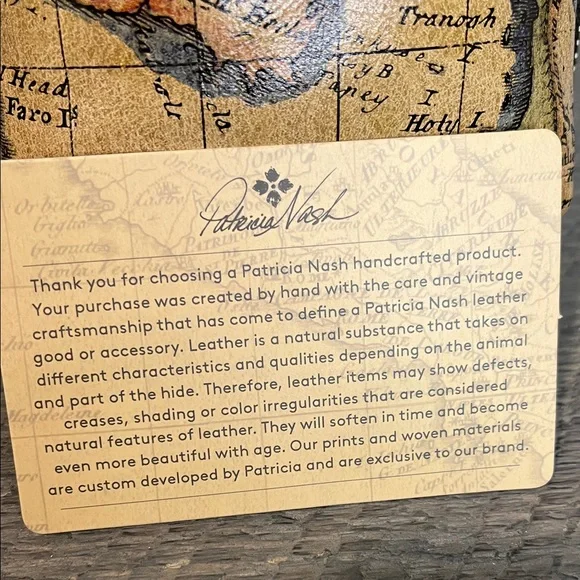 Tranogh
I
Head
Faro Is
Holy I
Patricia Nash
Thank you for choosing a Patricia Nash handcrafted product.
Your purchase was created by hand with the care and vintage
craftsmanship that has come to define a Patricia Nash leather
good or accessory. Leather is a natural substance that takes on
different characteristics and qualities depending on the animal
and part of the hide. Therefore, leather items may show defects,
creases, shading or color irregularities that are considered
natural features of leather. They will soften in time and become
even more beautiful with age. Our prints and woven materials
are custom developed by Patricia and are exclusive to our brand.